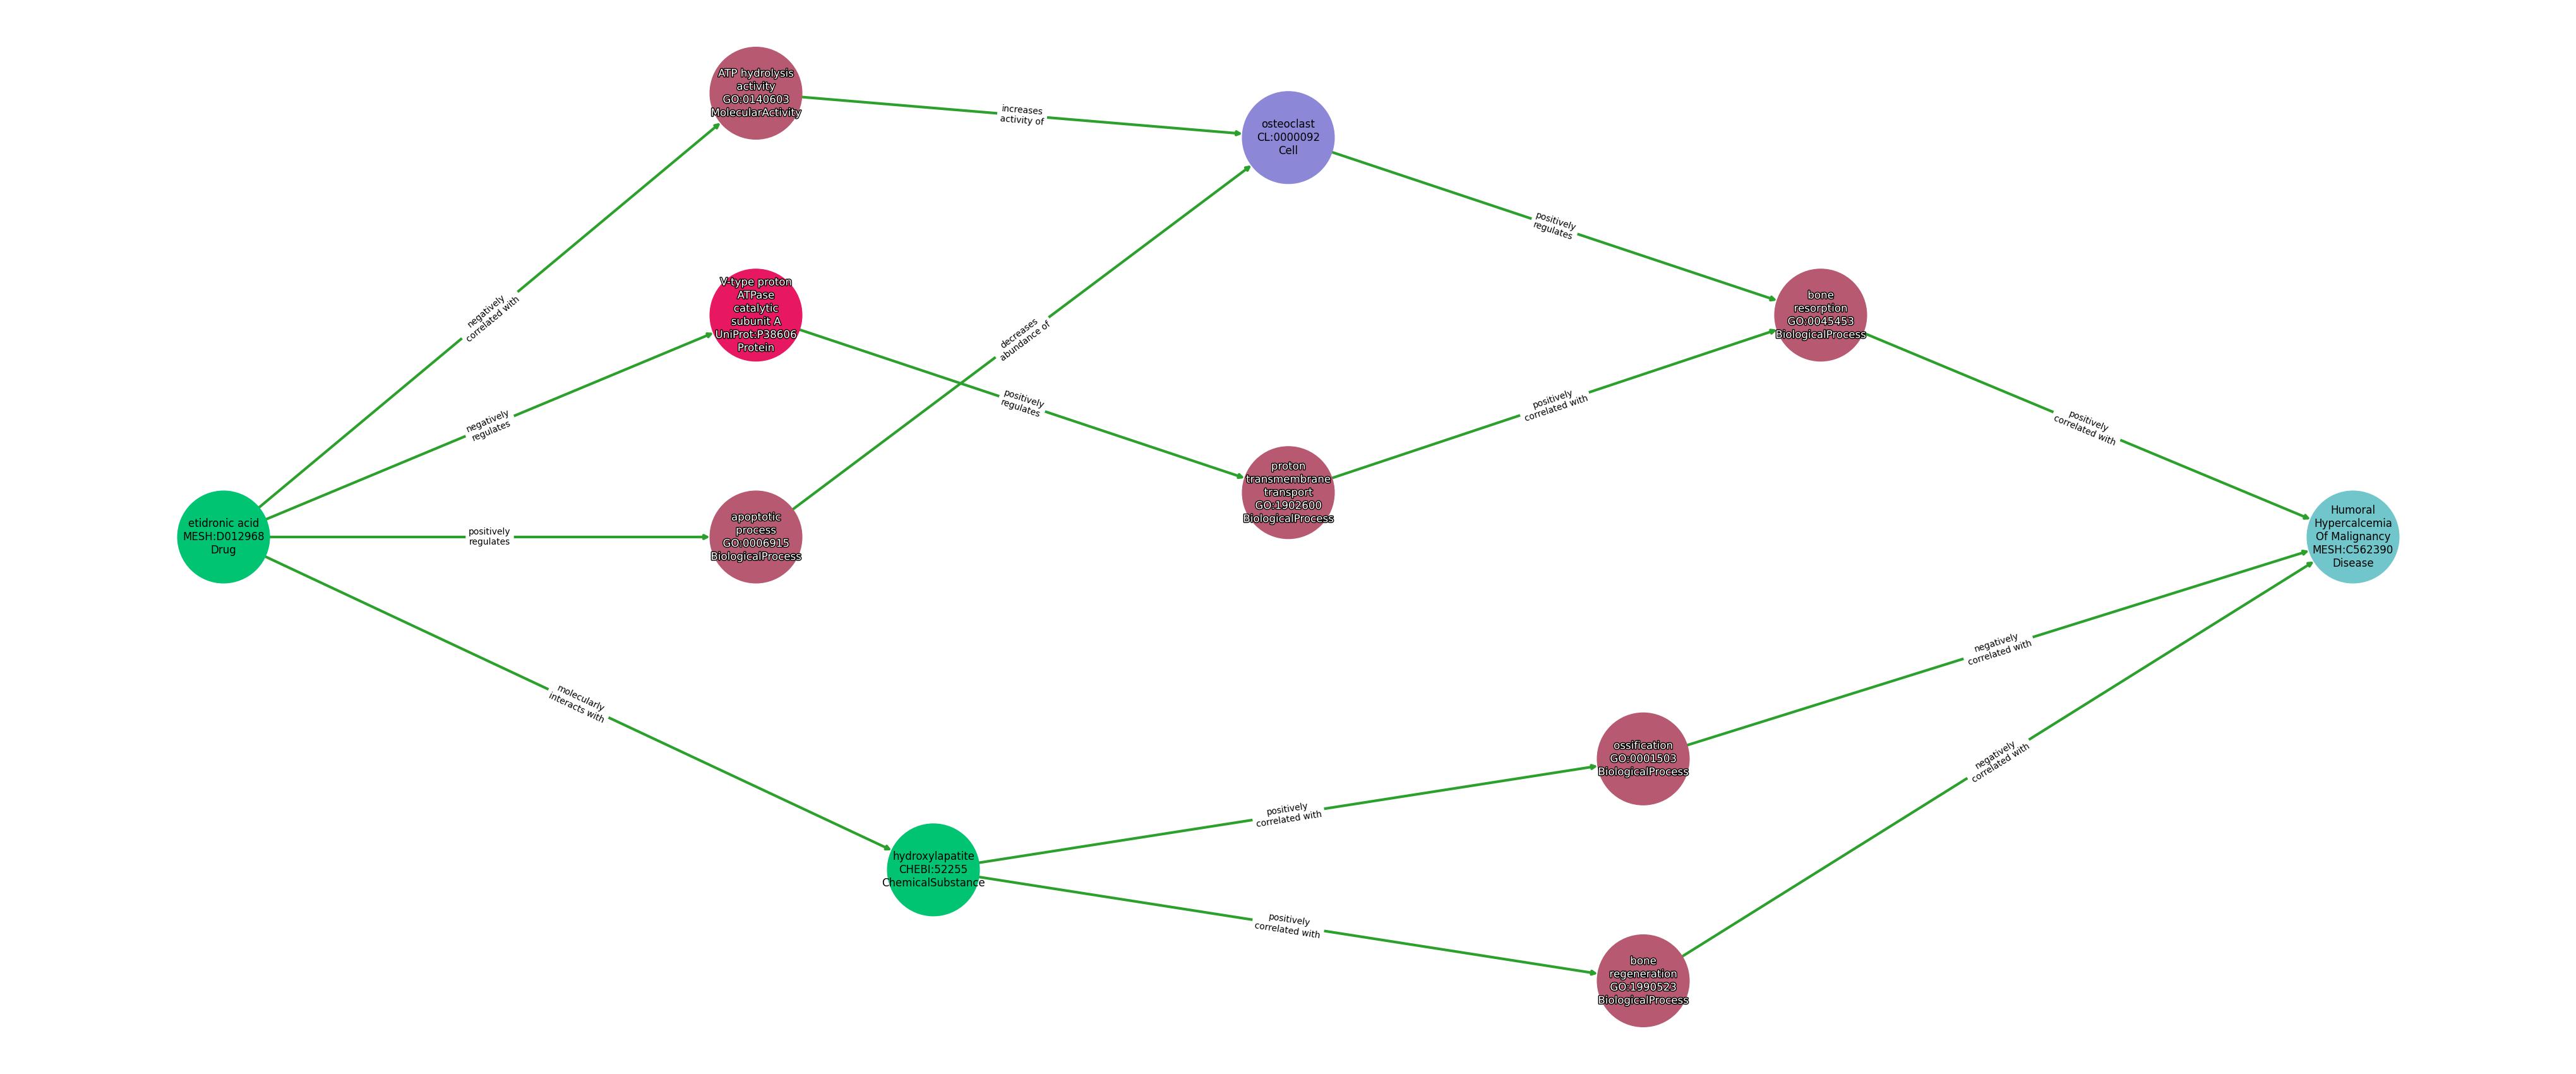 ATP hydrolysis
activity
GO:0140603
MolecularActivity
increases
activity of
osteoclast
CL:0000092
Cell
positively
regulates
negatively
correlated with
V-type proton
ATPase
catalytic
subunit A
UniProt:P38606
Protein
decreases
abundance of
bone
resorption
GO:0045453
BiologicalProcess
negatively
regulates
positively
regulates
positively
correlated with
positively
correlated with
etidronic acid
MESH:D012968
Drug
positively
regulates
apoptotic
process
GO:0006915
BiologicalProcess
proton
transmembrane
transport
GO:1902600
BiologicalProcess
Humoral
Hypercalcemia
Of Malignancy
MESH:C562390
Disease
molecularly
interacts with
negatively
correlated with
ossification
GO:0001503
BiologicalProcess
negatively
correlated with
positively
correlated with
hydroxylapatite
CHEBI:52255
ChemicalSubstance
positively
correlated with
bone
regeneration
GO:1990523
BiologicalProcess